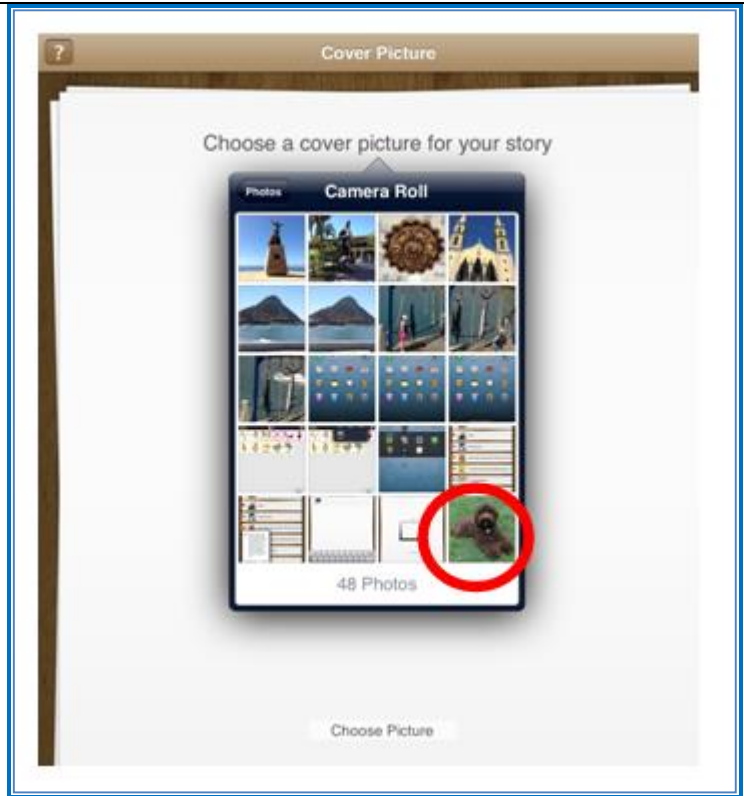 ?
Cover Picture
Choose a cover picture for your story
Photos
Camera Roll
48 Photos
Choose Picture